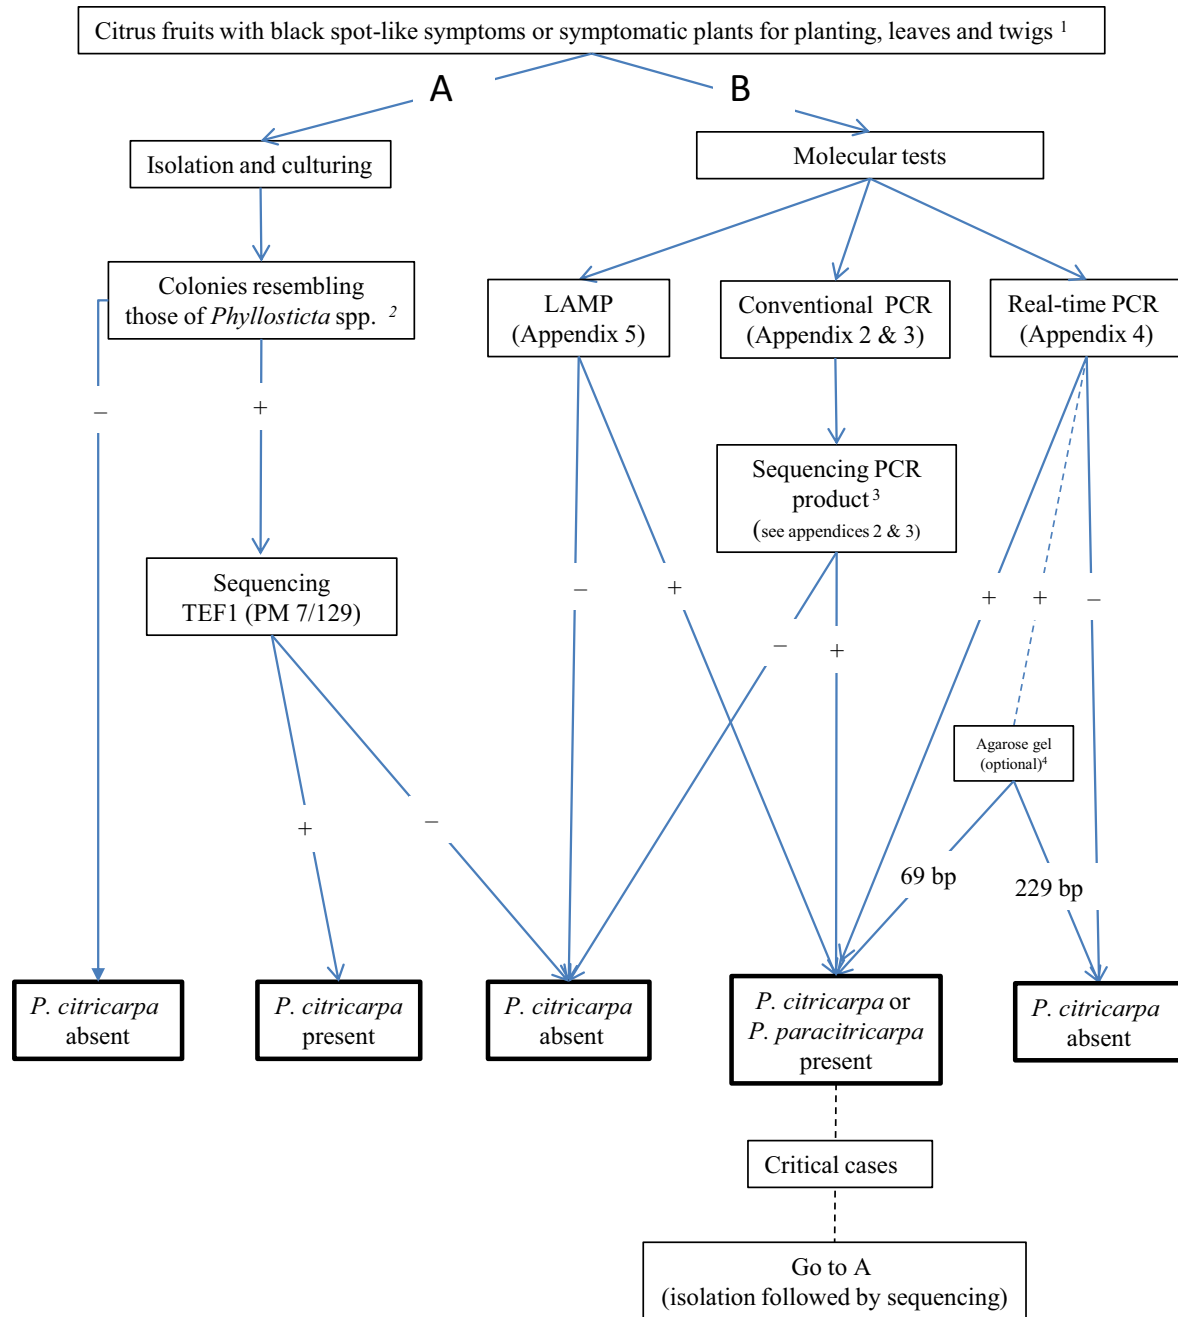 Citrus fruits with black spot-like symptoms or symptomatic plants for planting, leaves and twigs 1
A
B
Isolation and culturing
Molecular tests
Colonies resembling
those of Phyllosticta spp. 2
LAMP
(Appendix 5)
Conventional PCR
(Appendix 2 & 3)
Real-time PCR
(Appendix 4)
–
+
Sequencing PCR
product 3
(see appendices 2 & 3)
Sequencing
TEF1 (PM 7/129)
–
+
–
+
+
+
–
Agarose gel
(optional)4
+
–
69 bp
229 bp
P. citricarpa
absent
P. citricarpa
present
P. citricarpa
absent
P. citricarpa or
P. paracitricarpa
present
P. citricarpa
absent
Critical cases
Go to A
(isolation followed by sequencing)